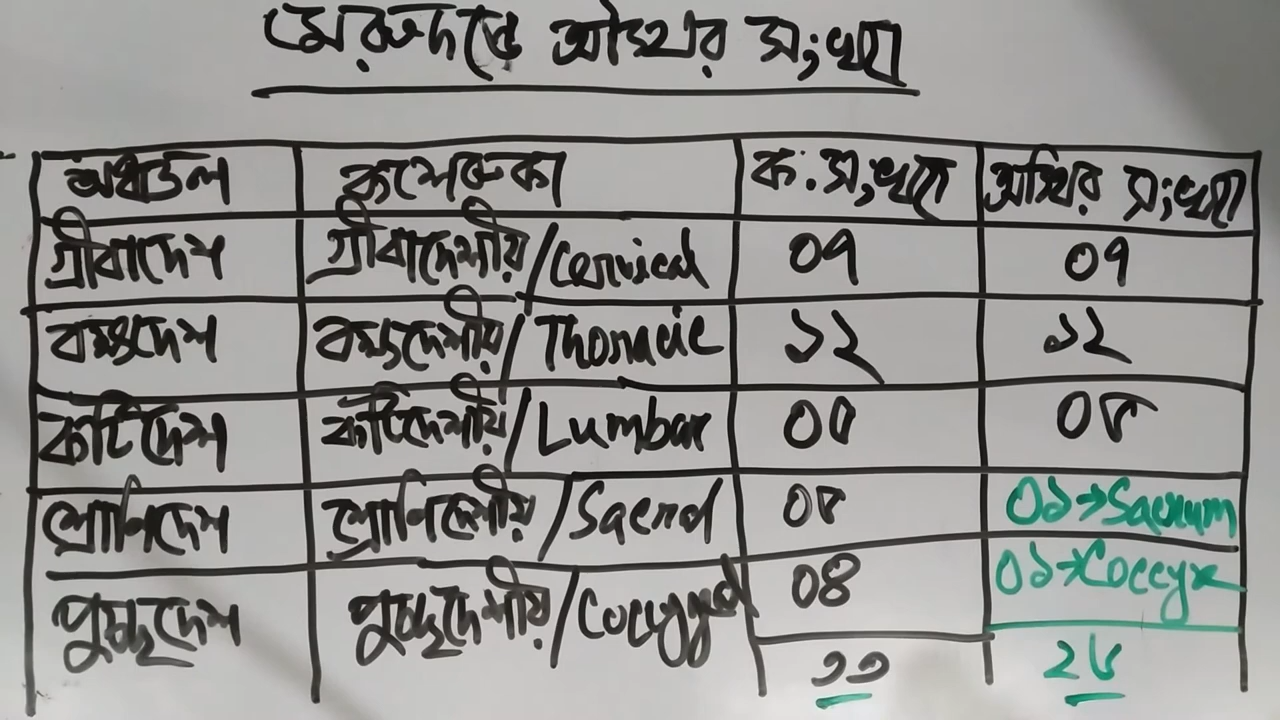 মেরুদণ্ডে অস্থির সংখ্যা
অঞ্চল কশেরুকা ক: সংখ্যা অস্থির সংখ্যা
গ্রীবাদেশ গ্রীবাদেশীয়/Cervical ০৭ ০৭
বক্ষদেশ বক্ষদেশীয়/Thoracic ১২ ১২
কটিদেশ কটিদেশীয়/Lumbar ০৫ ০৫
শ্রোণিদেশ শ্রোণিদেশীয়/Sacral ০৫ ০১→Sacrum
পুচ্ছদেশ পুচ্ছদেশীয়/Coccygeal ০৪ ০১→Coccyx
৩৩ ২৬